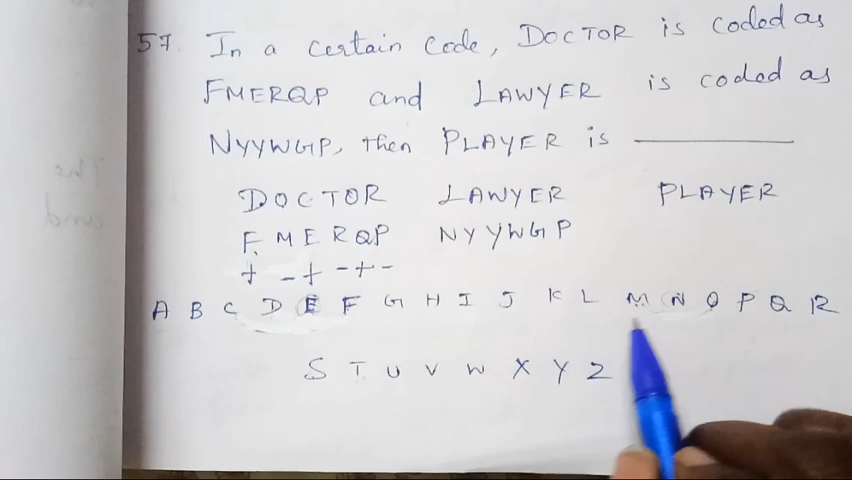 57. In a certain code, DOCTOR is coded as
FMERQP and LAWYER is coded as
NYYWGP, then PLAYER is ________
DOCTOR LAWYER PLAYER
FMERQP NYYWGP
+ - + - + -
A B C D E F G H I J K L M N O P Q R
S T U V W X Y Z